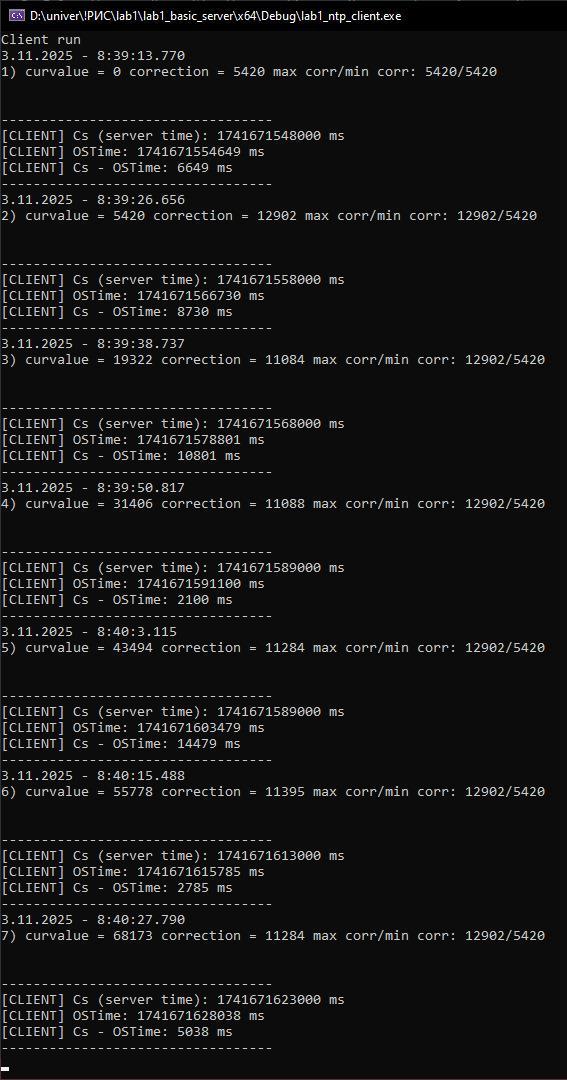 D:\univer\!РИС\lab1\lab1_basic_server\x64\Debug\lab1_ntp_client.exe
Client run
3.11.2025 - 8:39:13.770
1) curvalue = 0 correction = 5420 max corr/min corr: 5420/5420
----------------------------------
[CLIENT] Cs (server time): 1741671548000 ms
[CLIENT] OSTime: 1741671554649 ms
[CLIENT] Cs - OSTime: 6649 ms
----------------------------------
3.11.2025 - 8:39:26.656
2) curvalue = 5420 correction = 12902 max corr/min corr: 12902/5420
----------------------------------
[CLIENT] Cs (server time): 1741671558000 ms
[CLIENT] OSTime: 1741671566730 ms
[CLIENT] Cs - OSTime: 8730 ms
----------------------------------
3.11.2025 - 8:39:38.737
3) curvalue = 19322 correction = 11084 max corr/min corr: 12902/5420
----------------------------------
[CLIENT] Cs (server time): 1741671568000 ms
[CLIENT] OSTime: 1741671578801 ms
[CLIENT] Cs - OSTime: 10801 ms
----------------------------------
3.11.2025 - 8:39:50.817
4) curvalue = 31406 correction = 11088 max corr/min corr: 12902/5420
----------------------------------
[CLIENT] Cs (server time): 1741671589000 ms
[CLIENT] OSTime: 1741671591100 ms
[CLIENT] Cs - OSTime: 2100 ms
----------------------------------
3.11.2025 - 8:40:3.115
5) curvalue = 43494 correction = 11284 max corr/min corr: 12902/5420
----------------------------------
[CLIENT] Cs (server time): 1741671589000 ms
[CLIENT] OSTime: 1741671603479 ms
[CLIENT] Cs - OSTime: 14479 ms
----------------------------------
3.11.2025 - 8:40:15.488
6) curvalue = 55778 correction = 11395 max corr/min corr: 12902/5420
----------------------------------
[CLIENT] Cs (server time): 1741671613000 ms
[CLIENT] OSTime: 1741671615785 ms
[CLIENT] Cs - OSTime: 2785 ms
----------------------------------
3.11.2025 - 8:40:27.790
7) curvalue = 68173 correction = 11284 max corr/min corr: 12902/5420
----------------------------------
[CLIENT] Cs (server time): 1741671623000 ms
[CLIENT] OSTime: 1741671628038 ms
[CLIENT] Cs - OSTime: 5038 ms
----------------------------------